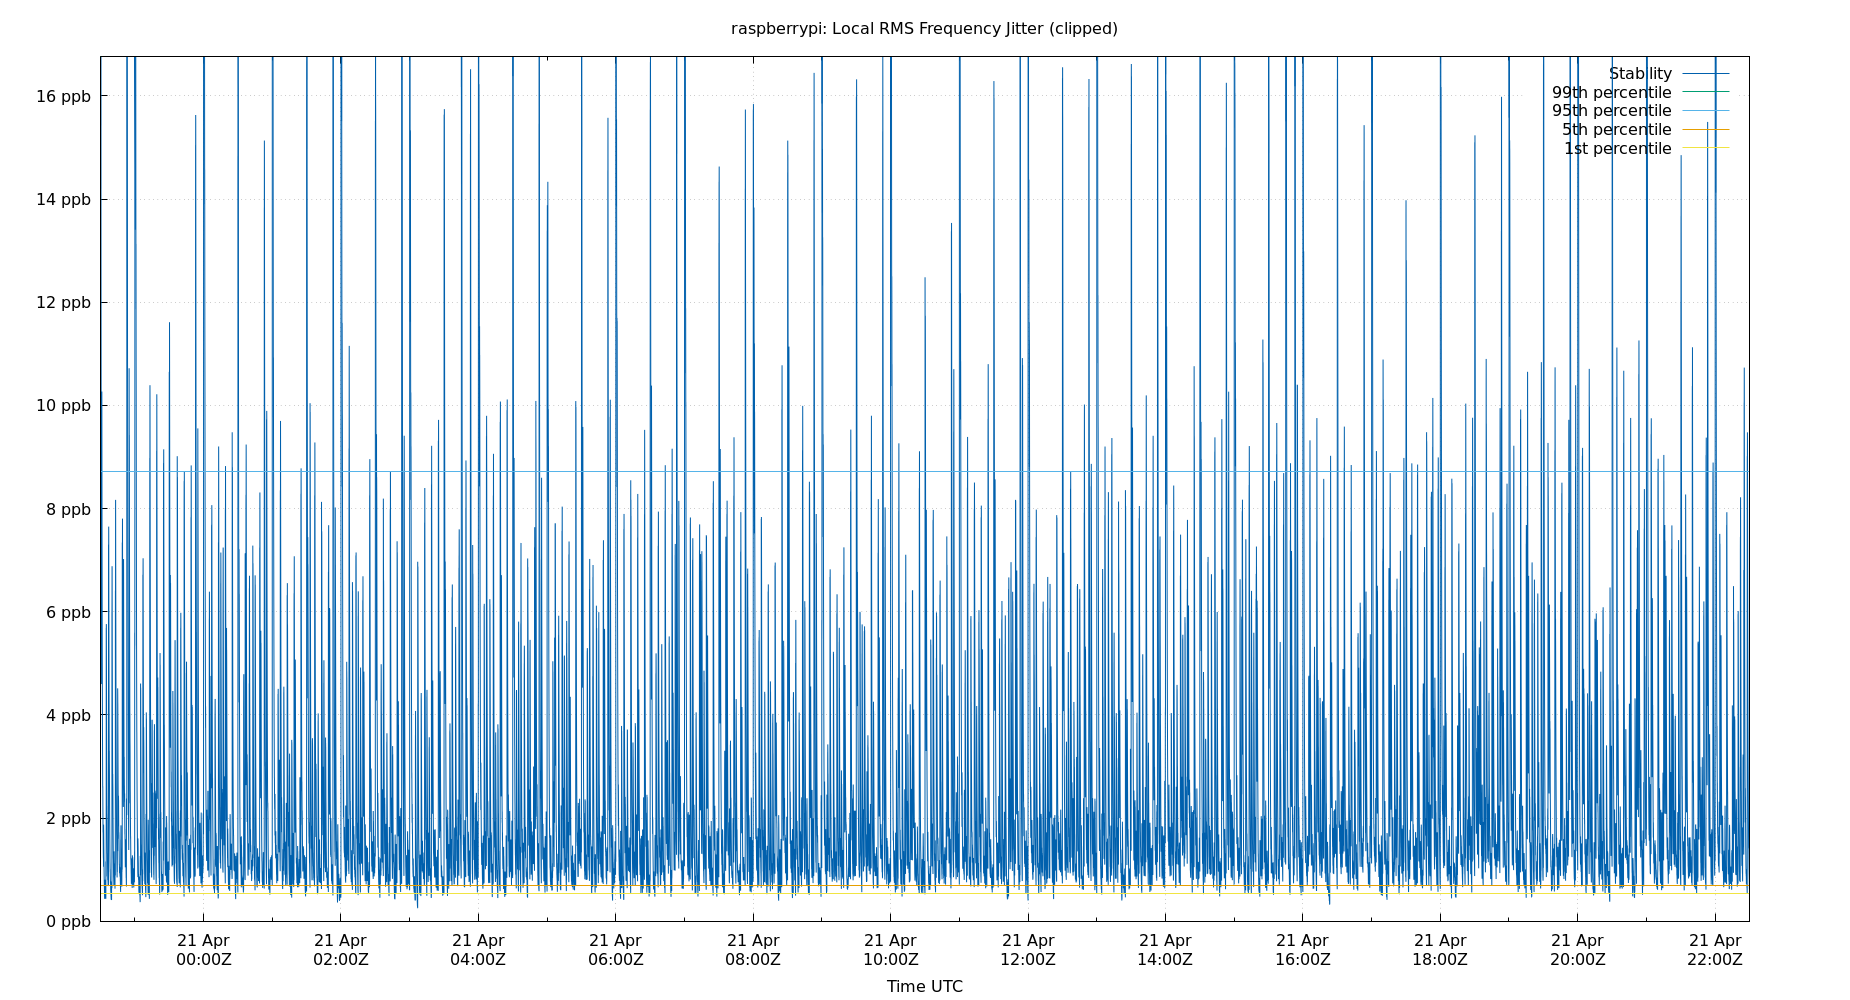 raspberrypi: Local RMS Frequency Jitter (clipped)
Stability
99th percentile
95th percentile
5th percentile
1st percentile
16 ppb
14 ppb
12 ppb
10 ppb
8 ppb
6 ppb
4 ppb
2 ppb
0 ppb
21 Apr 21 Apr 21 Apr 21 Apr 21 Apr 21 Apr 21 Apr 21 Apr 21 Apr 21 Apr 21 Apr 21 Apr
00:00Z 02:00Z 04:00Z 06:00Z 08:00Z 10:00Z 12:00Z 14:00Z 16:00Z 18:00Z 20:00Z 22:00Z
Time UTC